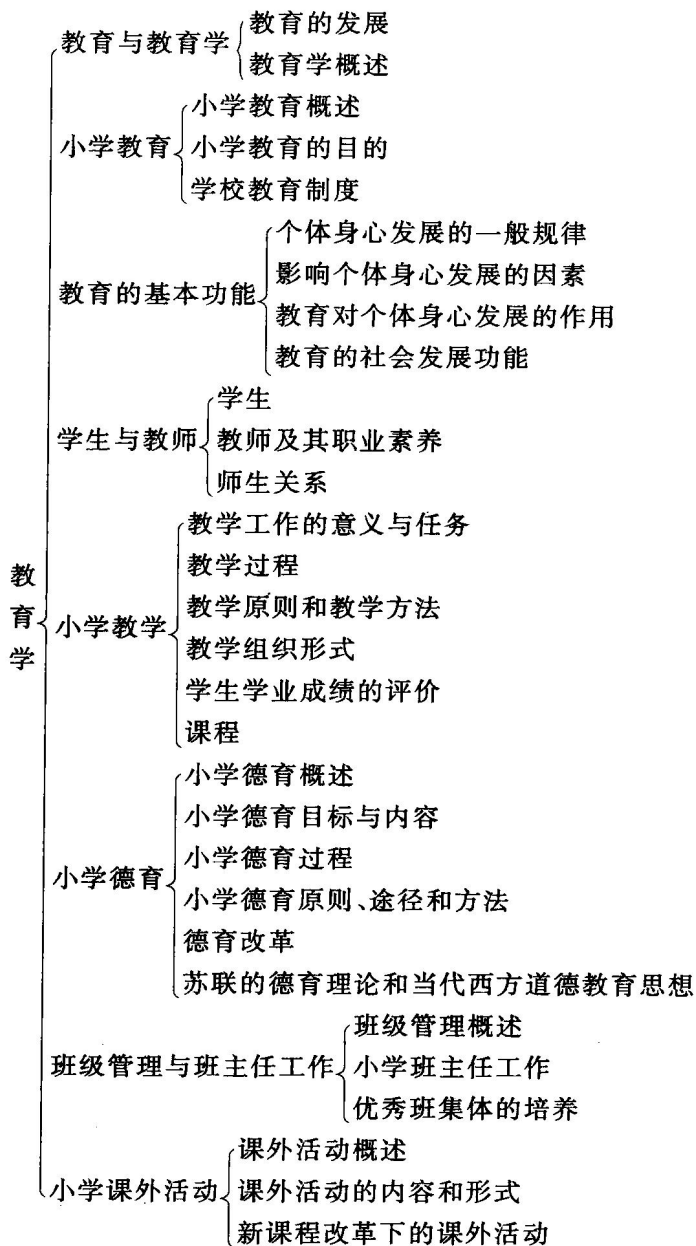 教育学
教育与教育学
教育的发展
教育学概述
小学教育
小学教育概述
小学教育的目的
学校教育制度
教育的基本功能
个体身心发展的一般规律
影响个体身心发展的因素
教育对个体身心发展的作用
教育的社会发展功能
学生与教师
学生
教师及其职业素养
师生关系
小学教学
教学工作的意义与任务
教学过程
教学原则和教学方法
教学组织形式
学生学业成绩的评价
课程
小学德育
小学德育概述
小学德育目标与内容
小学德育过程
小学德育原则、途径和方法
德育改革
苏联的德育理论和当代西方道德教育思想
班级管理与班主任工作
班级管理概述
小学班主任工作
优秀班集体的培养
小学课外活动
课外活动概述
课外活动的内容和形式
新课程改革下的课外活动